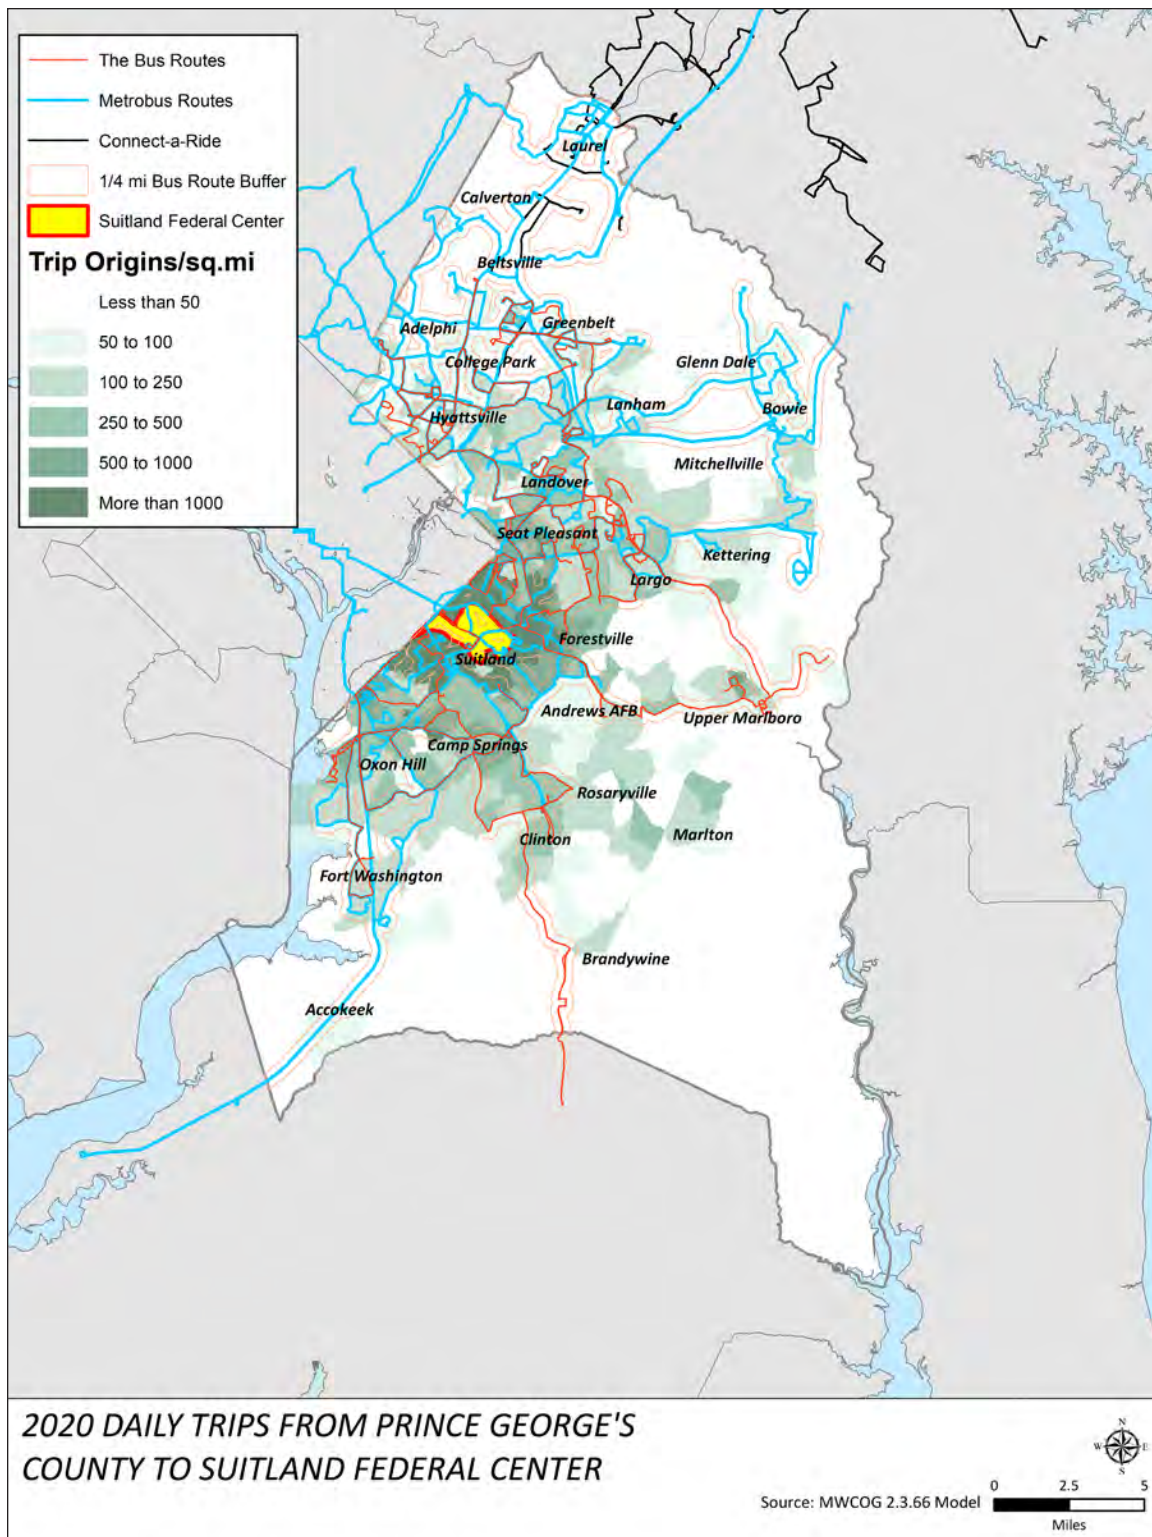 The Bus Routes
Metrobus Routes
Connect-a-Ride
1/4 mi Bus Route Buffer
Suitland Federal Center
Trip Origins/sq.mi
Less than 50
50 to 100
100 to 250
250 to 500
500 to 1000
More than 1000
Laurel
Calverton
Beltsville
Adelphi
Greenbelt
College Park
Glenn Dale
Hyattsville
Lanham
Bowie
Mitchellville
Landover
Seat Pleasant
Kettering
Largo
Forestville
Suitland
Andrews AFB
Upper Marlboro
Camp Springs
Oxon Hill
Rosaryville
Clinton
Marlton
Fort Washington
Brandywine
Accokeek
2020 DAILY TRIPS FROM PRINCE GEORGE'S
COUNTY TO SUITLAND FEDERAL CENTER
N
W E
S
0 2.5 5
Source: MWCOG 2.3.66 Model
Miles